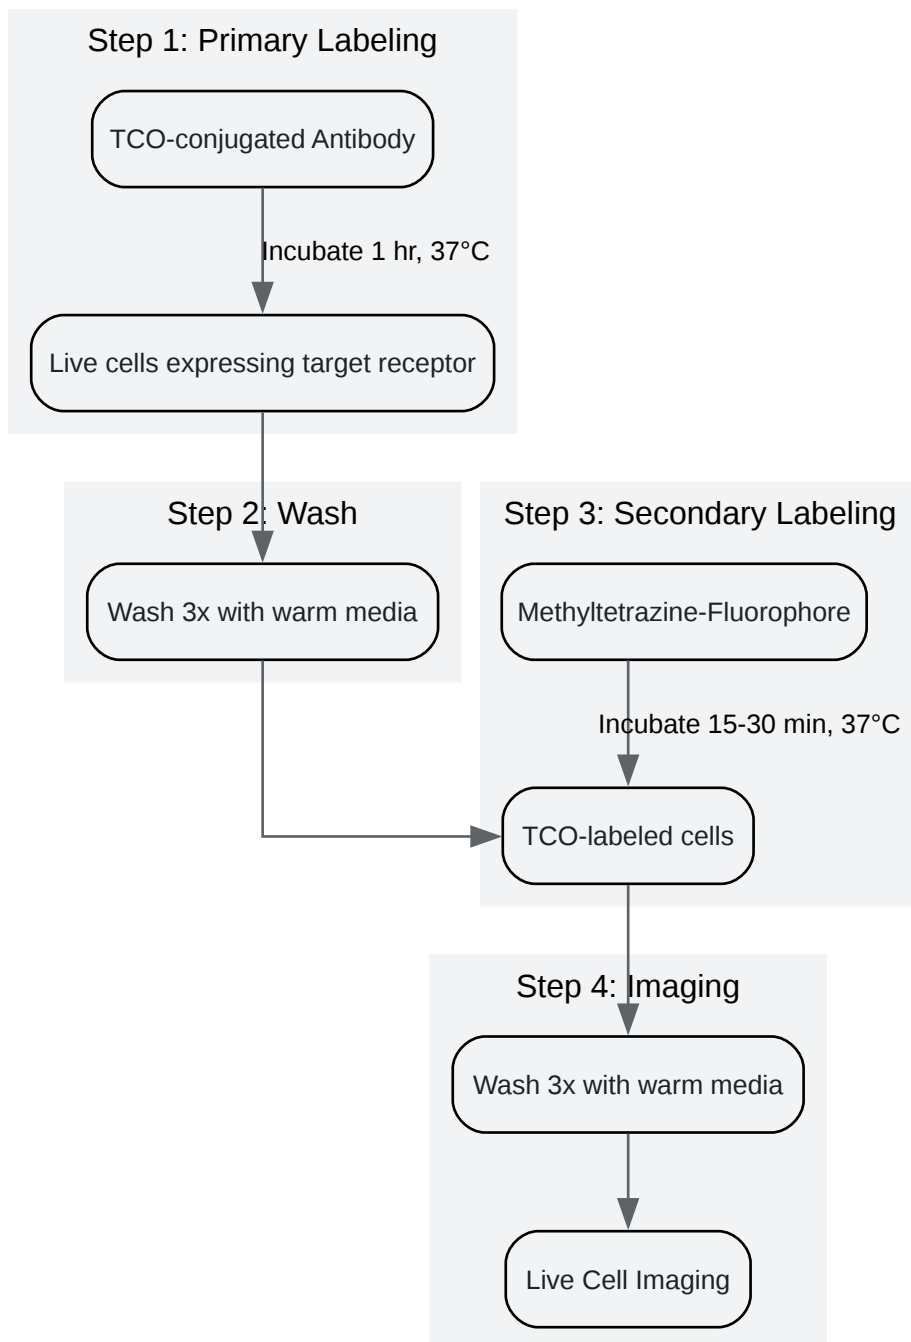 Step 1: Primary Labeling
TCO-conjugated Antibody
Incubate 1 hr, 37°C
Live cells expressing target receptor
Step 2: Wash
Wash 3x with warm media
Step 3: Secondary Labeling
Methyltetrazine-Fluorophore
Incubate 15-30 min, 37°C
TCO-labeled cells
Step 4: Imaging
Wash 3x with warm media
Live Cell Imaging